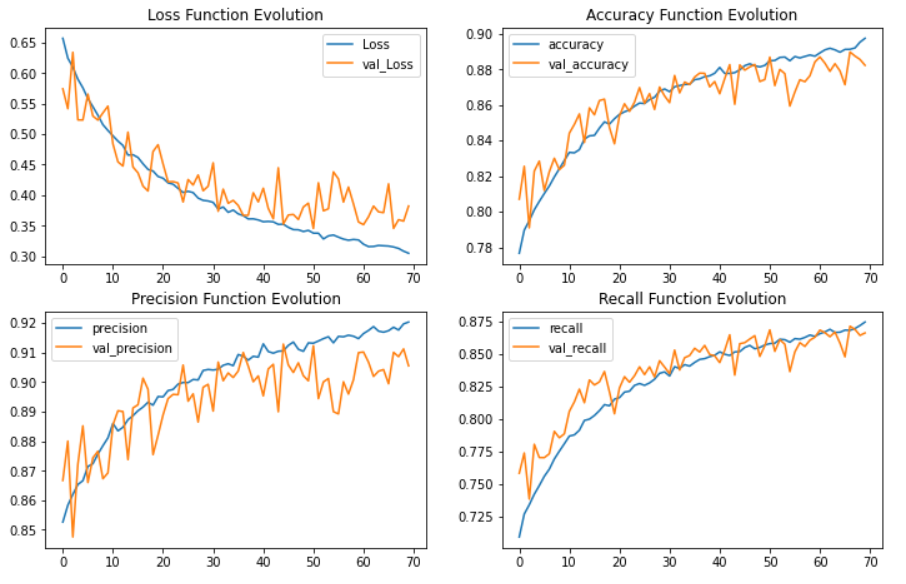 Loss Function Evolution
Loss
val_Loss
0.65
0.60
0.55
0.50
0.45
0.40
0.35
0.30
0 10 20 30 40 50 60 70
Accuracy Function Evolution
accuracy
val_accuracy
0.90
0.88
0.86
0.84
0.82
0.80
0.78
0 10 20 30 40 50 60 70
Precision Function Evolution
precision
val_precision
0.92
0.91
0.90
0.89
0.88
0.87
0.86
0.85
0 10 20 30 40 50 60 70
Recall Function Evolution
recall
val_recall
0.875
0.850
0.825
0.800
0.775
0.750
0.725
0 10 20 30 40 50 60 70